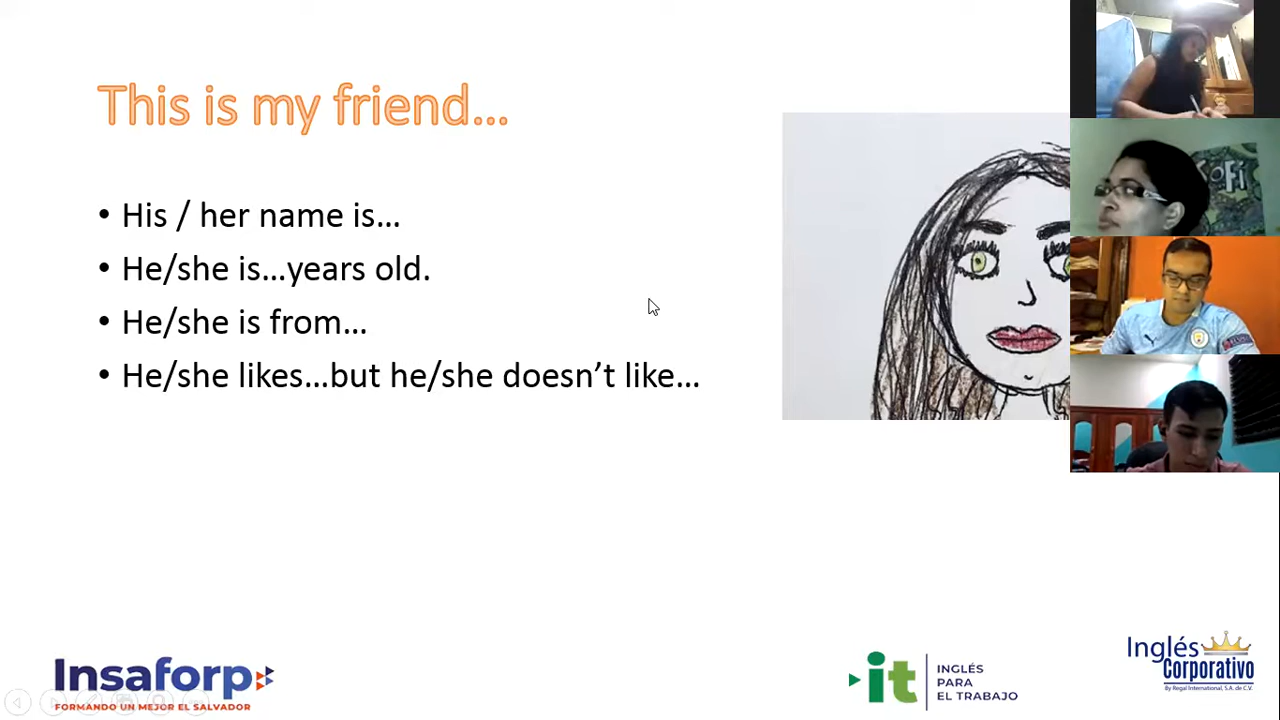 This is my friend...
• His / her name is...
• He/she is...years old.
• He/she is from...
• He/she likes...but he/she doesn't like...
SoFi
Insaforp
FORMANDO UN MEJOR EL SALVADOR
it
INGLÉS
PARA
EL TRABAJO
Inglés
Corporativo
By Regal International, S.A. de C.V.